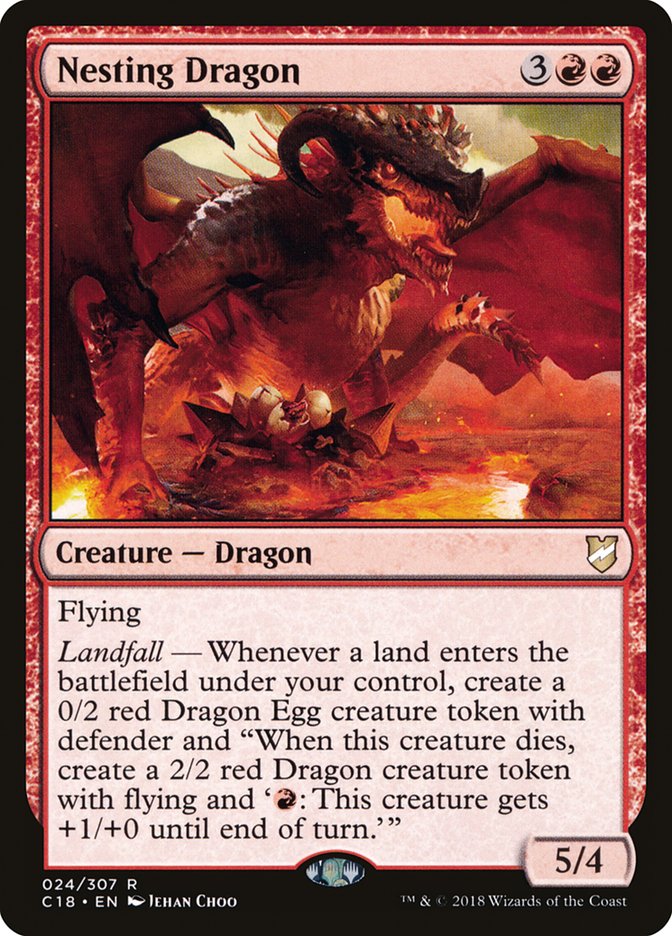 Nesting Dragon 3
Creature — Dragon
Flying
Landfall — Whenever a land enters the
battlefield under your control, create a
0/2 red Dragon Egg creature token with
defender and “When this creature dies,
create a 2/2 red Dragon creature token
with flying and ‘: This creature gets
+1/+0 until end of turn.’”
5/4
024/307 R
C18 • EN Jehan Choo
™ & © 2018 Wizards of the Coast